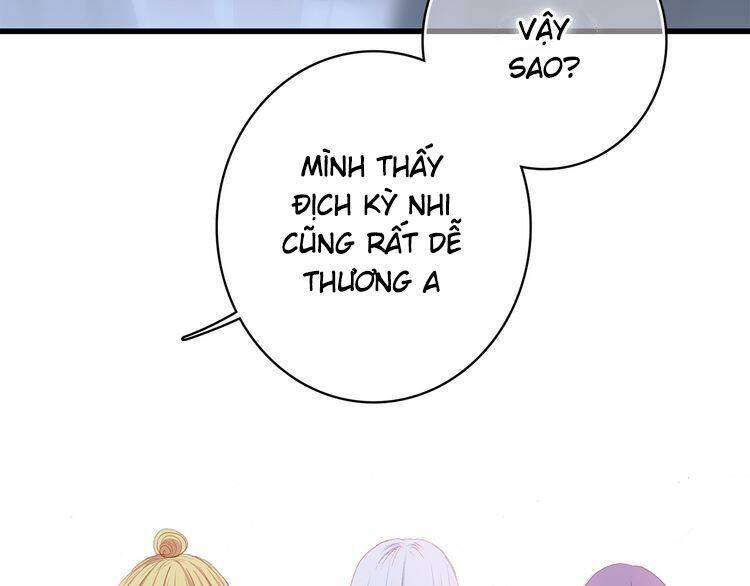 VẬY
SAO?
MÌNH THẤY
ĐỊCH KỲ NHI
CŨNG RẤT DỄ
THƯƠNG A